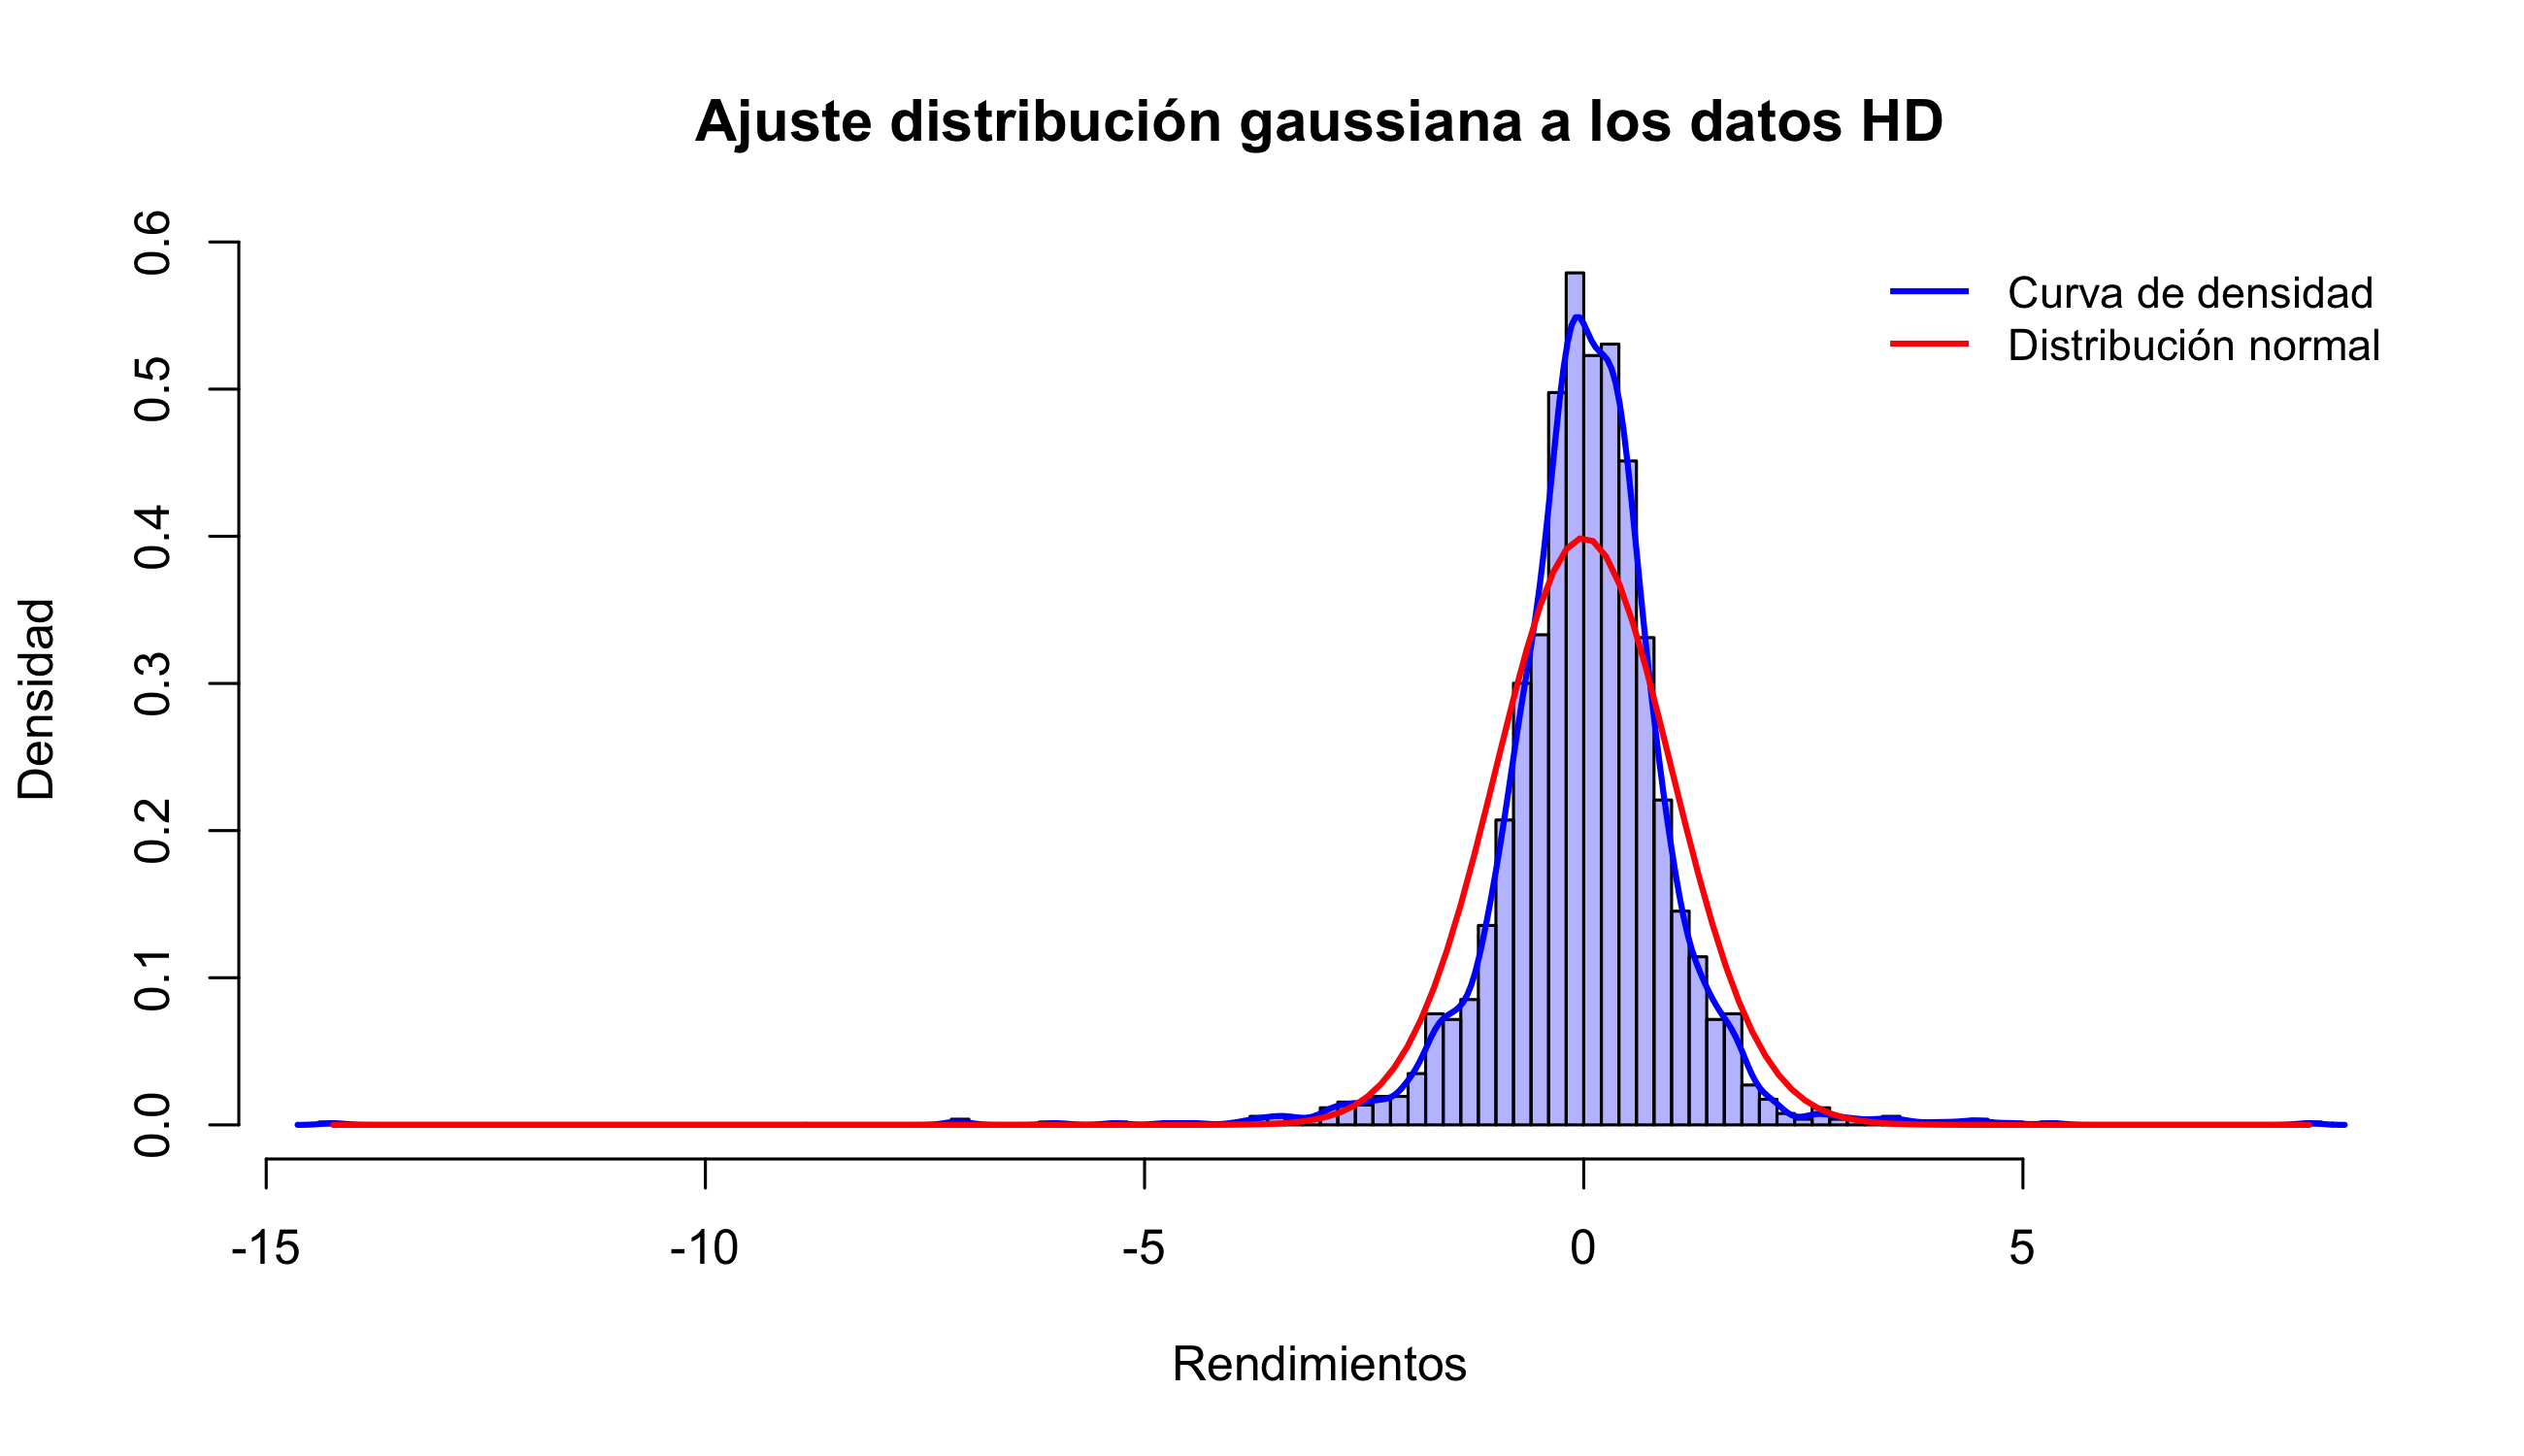 Ajuste distribución gaussiana a los datos HD
Curva de densidad
Distribución normal
Densidad
0.6
0.5
0.4
0.3
0.2
0.1
0.0
-15 -10 -5 0 5
Rendimientos